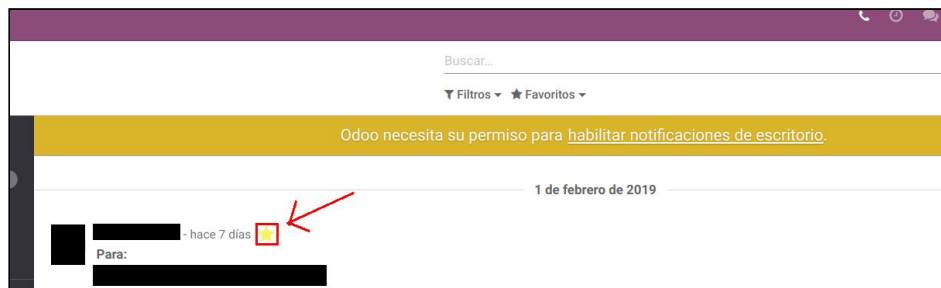 Buscar...
Filtros Favoritos
Odoo necesita su permiso para habilitar notificaciones de escritorio.
1 de febrero de 2019
- hace 7 días
Para: